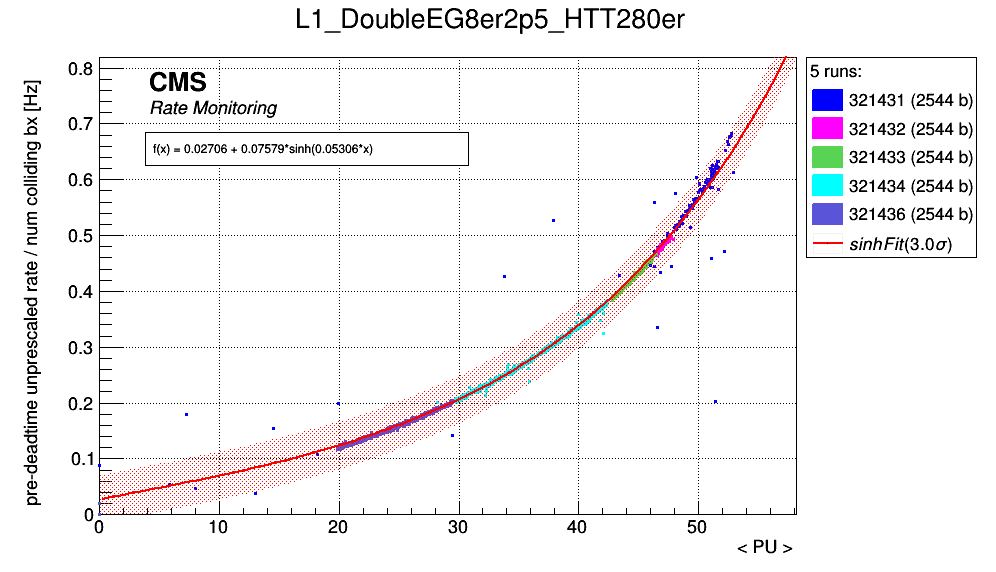 L1_DoubleEG8er2p5_HTT280er
pre-deadtime unprescaled rate / num colliding bx [Hz]
0.8
0.7
0.6
0.5
0.4
0.3
0.2
0.1
0
CMS
Rate Monitoring
f(x) = 0.02706 + 0.07579*sinh(0.05306*x)
0 10 20 30 40 50
< PU >
5 runs:
321431 (2544 b)
321432 (2544 b)
321433 (2544 b)
321434 (2544 b)
321436 (2544 b)
sinhFit(3.0σ)